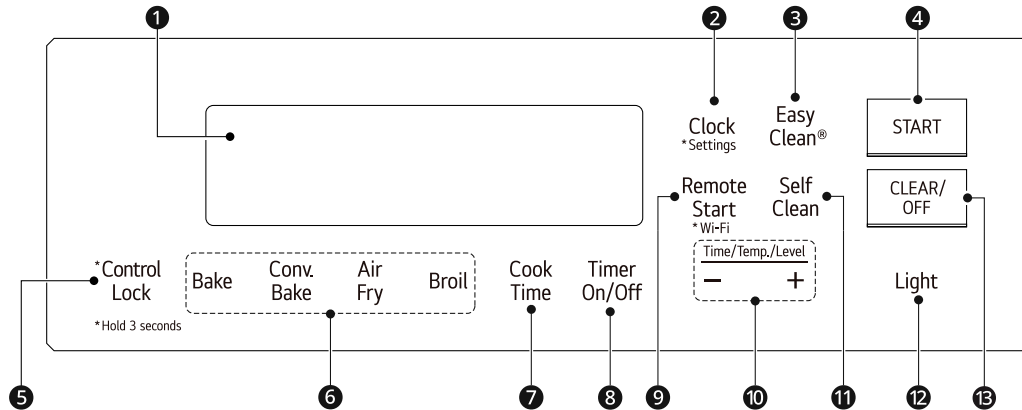 1
2
3
4
Clock
*Settings
Easy
Clean®
START
Remote
Start
*Wi-Fi
Self
Clean
CLEAR/
OFF
*Control
Lock
*Hold 3 seconds
Bake
Conv.
Bake
Air
Fry
Broil
Cook
Time
Timer
On/Off
Time/Temp./Level
− +
Light
5
6
7
8
9
10
11
12
13